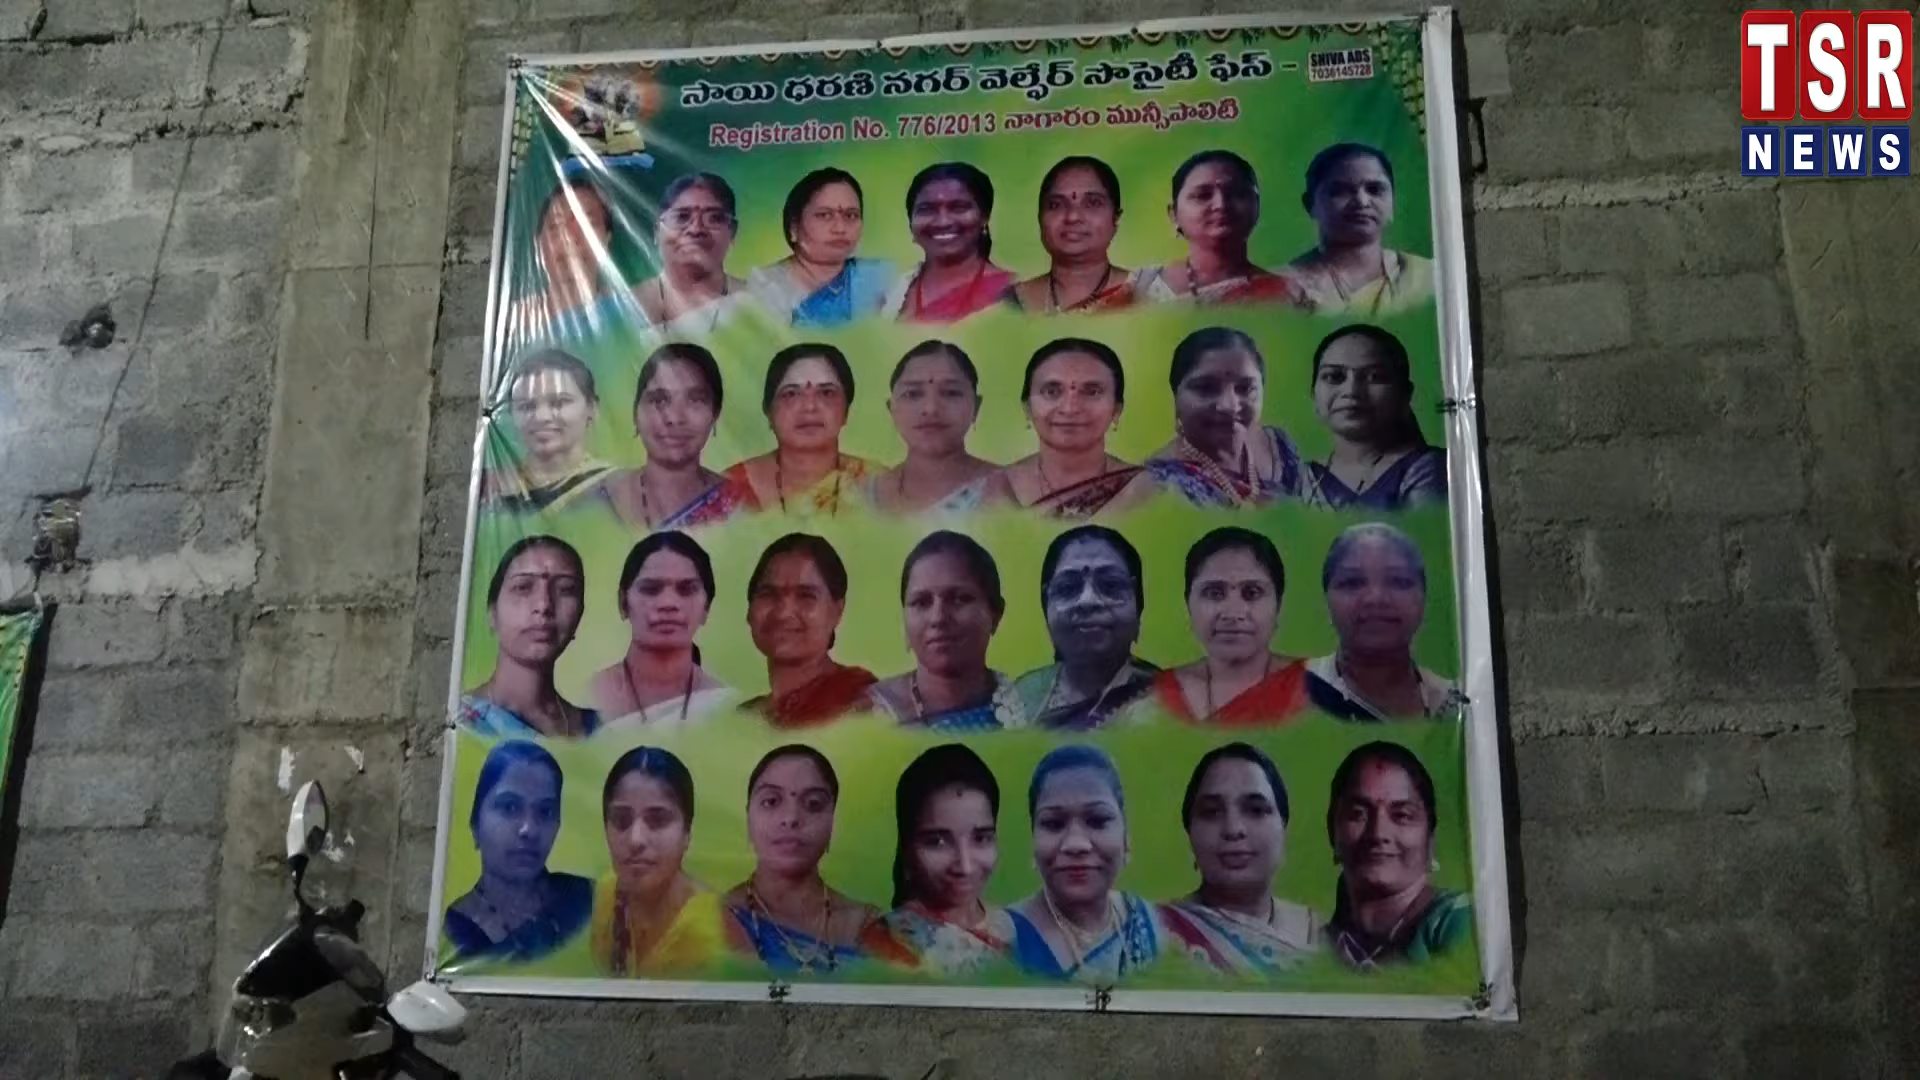 సాయి ధరణి నగర్ వెల్ఫేర్ సొసైటీ ఫేస్ -
SHIVA ADS
7036145728
Registration No. 776/2013 నాగారం మున్సీపాలిటి
TSR
NEWS